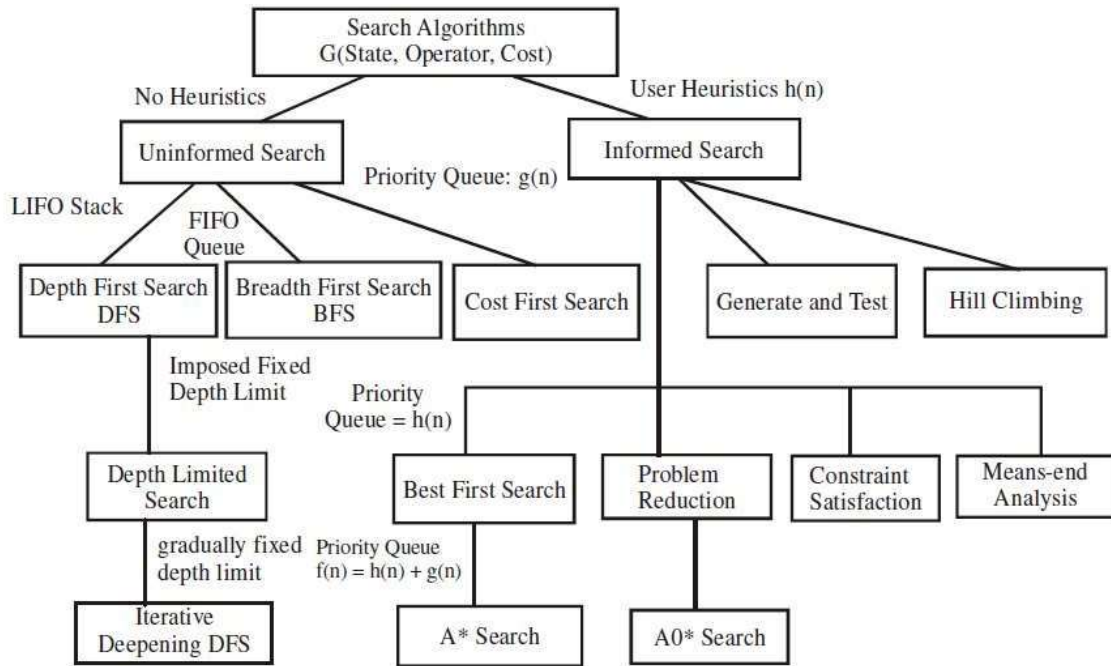 Search Algorithms
G(State, Operator, Cost)
No Heuristics
User Heuristics h(n)
Uninformed Search
Informed Search
LIFO Stack
FIFO
Queue
Priority Queue: g(n)
Depth First Search
DFS
Breadth First Search
BFS
Cost First Search
Generate and Test
Hill Climbing
Imposed Fixed
Depth Limit
Priority
Queue = h(n)
Depth Limited
Search
Best First Search
Problem
Reduction
Constraint
Satisfaction
Means-end
Analysis
gradually fixed
depth limit
Priority Queue
f(n) = h(n) + g(n)
Iterative
Deepening DFS
A* Search
A0* Search